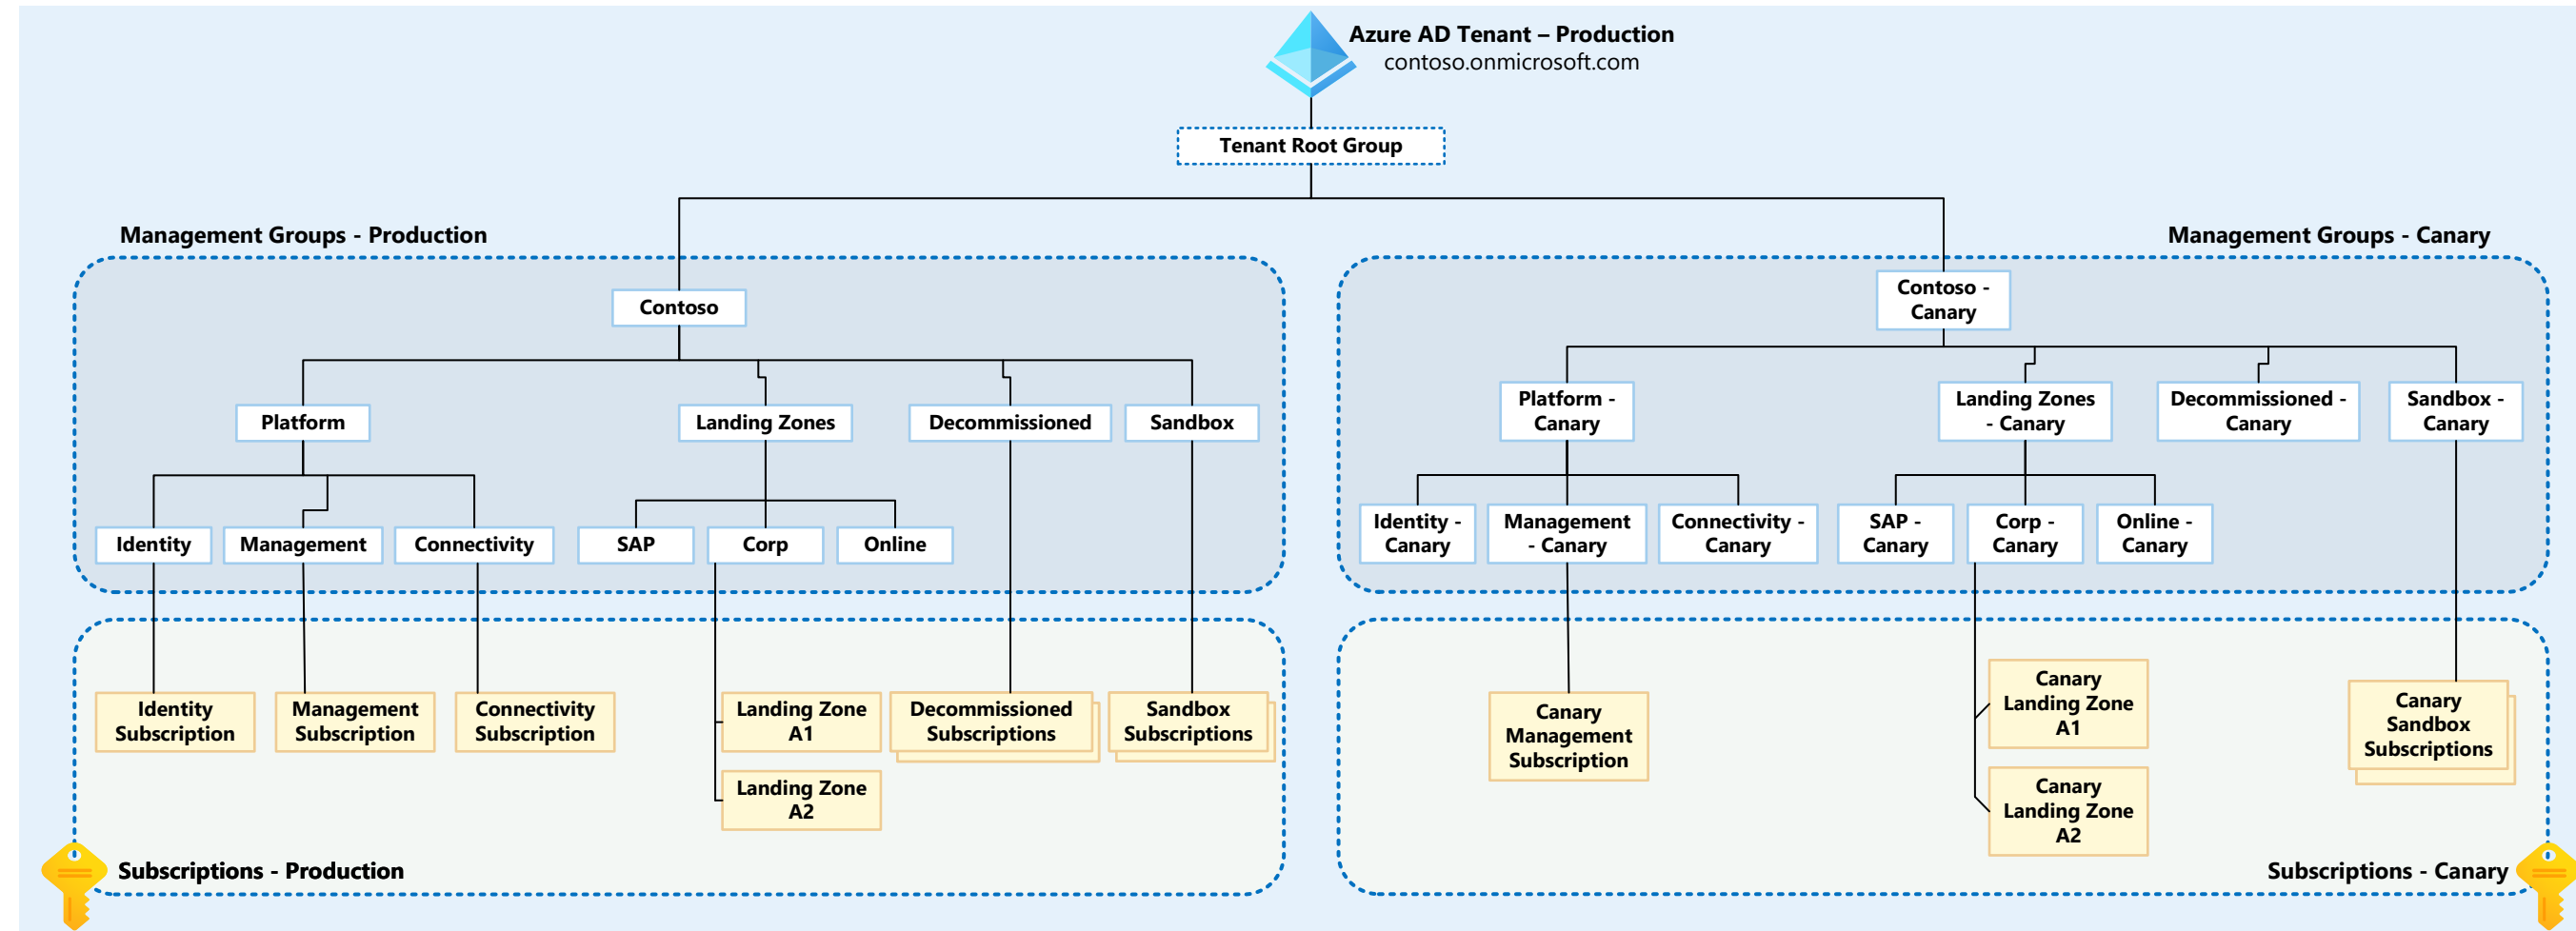 Azure AD Tenant – Production
contoso.onmicrosoft.com
Tenant Root Group
Management Groups - Production
Management Groups - Canary
Contoso
Platform
Landing Zones
Decommissioned
Sandbox
Identity
Management
Connectivity
SAP
Corp
Online
Contoso -
Canary
Platform -
Canary
Landing Zones
- Canary
Decommissioned -
Canary
Sandbox -
Canary
Identity -
Canary
Management
- Canary
Connectivity -
Canary
SAP -
Canary
Corp -
Canary
Online -
Canary
Identity
Subscription
Management
Subscription
Connectivity
Subscription
Landing Zone
A1
Landing Zone
A2
Decommissioned
Subscriptions
Sandbox
Subscriptions
Subscriptions - Production
Canary
Management
Subscription
Canary
Landing Zone
A1
Canary
Landing Zone
A2
Canary
Sandbox
Subscriptions
Subscriptions - Canary